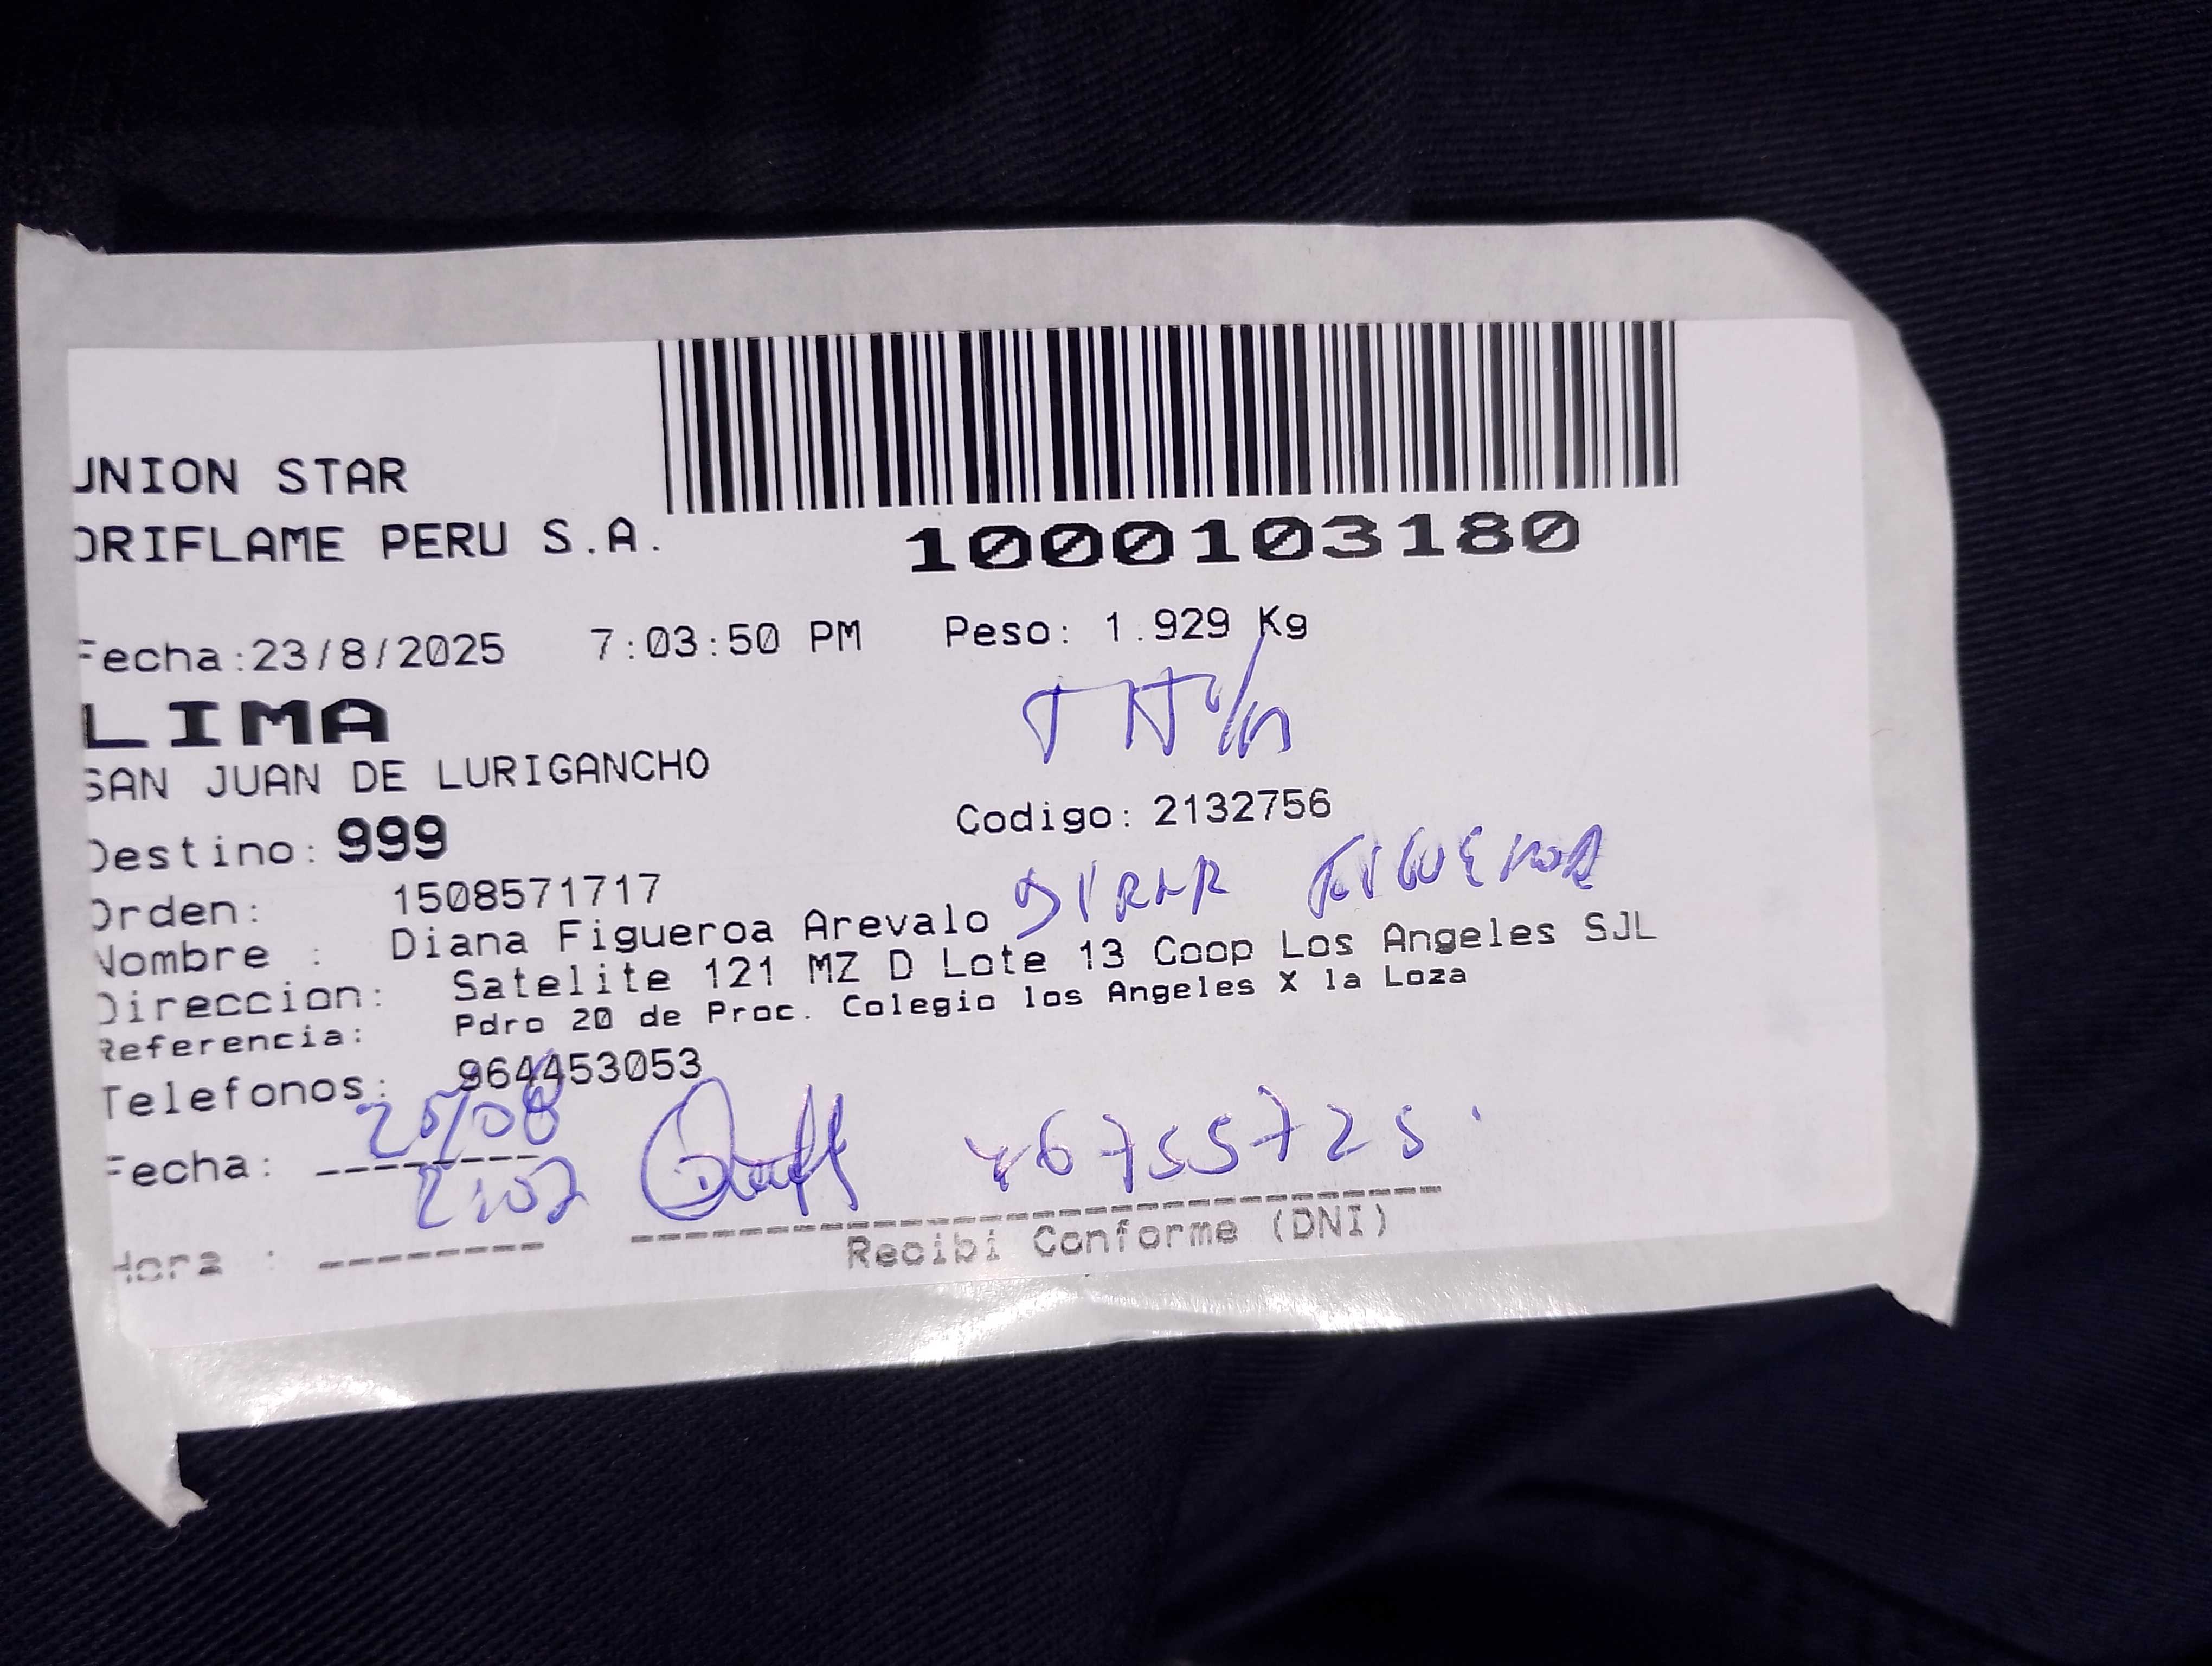 UNION STAR
ORIFLAME PERU S.A.
1000103180
Fecha:23/8/2025 7:03:50 PM Peso: 1.929 Kg
LIMA
SAN JUAN DE LURIGANCHO
Codigo: 2132756
Destino: 999
Orden: 1508571717
FIGUEROA
Nombre : Diana Figueroa Arevalo
Direccion: Satelite 121 MZ D Lote 13 Coop Los Angeles SJL
Referencia: Pdro 20 de Proc. Colegio los Angeles X la Loza
Telefonos: 964453053
25/08
Fecha: --------
46755725
Hora : --------
Recibi Conforme (DNI)